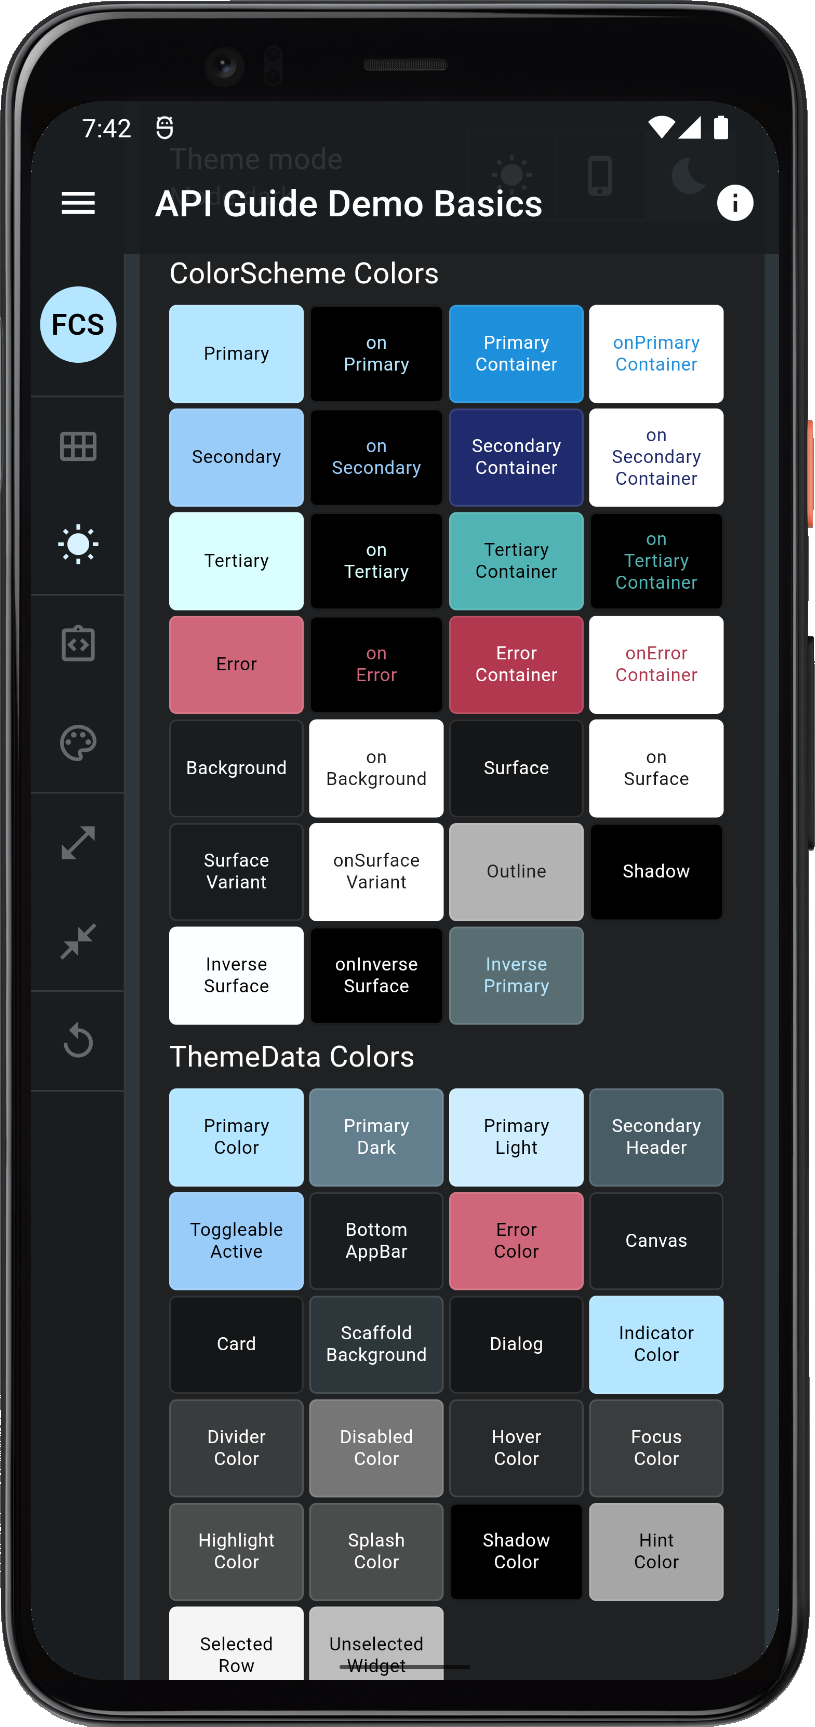 7:42
Theme mode
API Guide Demo Basics
FCS
ColorScheme Colors
Primary
on
Primary
Primary
Container
onPrimary
Container
Secondary
on
Secondary
Secondary
Container
on
Secondary
Container
Tertiary
on
Tertiary
Tertiary
Container
on
Tertiary
Container
Error
on
Error
Error
Container
onError
Container
Background
on
Background
Surface
on
Surface
Surface
Variant
onSurface
Variant
Outline
Shadow
Inverse
Surface
onInverse
Surface
Inverse
Primary
ThemeData Colors
Primary
Color
Primary
Dark
Primary
Light
Secondary
Header
Toggleable
Active
Bottom
AppBar
Error
Color
Canvas
Card
Scaffold
Background
Dialog
Indicator
Color
Divider
Color
Disabled
Color
Hover
Color
Focus
Color
Highlight
Color
Splash
Color
Shadow
Color
Hint
Color
Selected
Row
Unselected
Widget